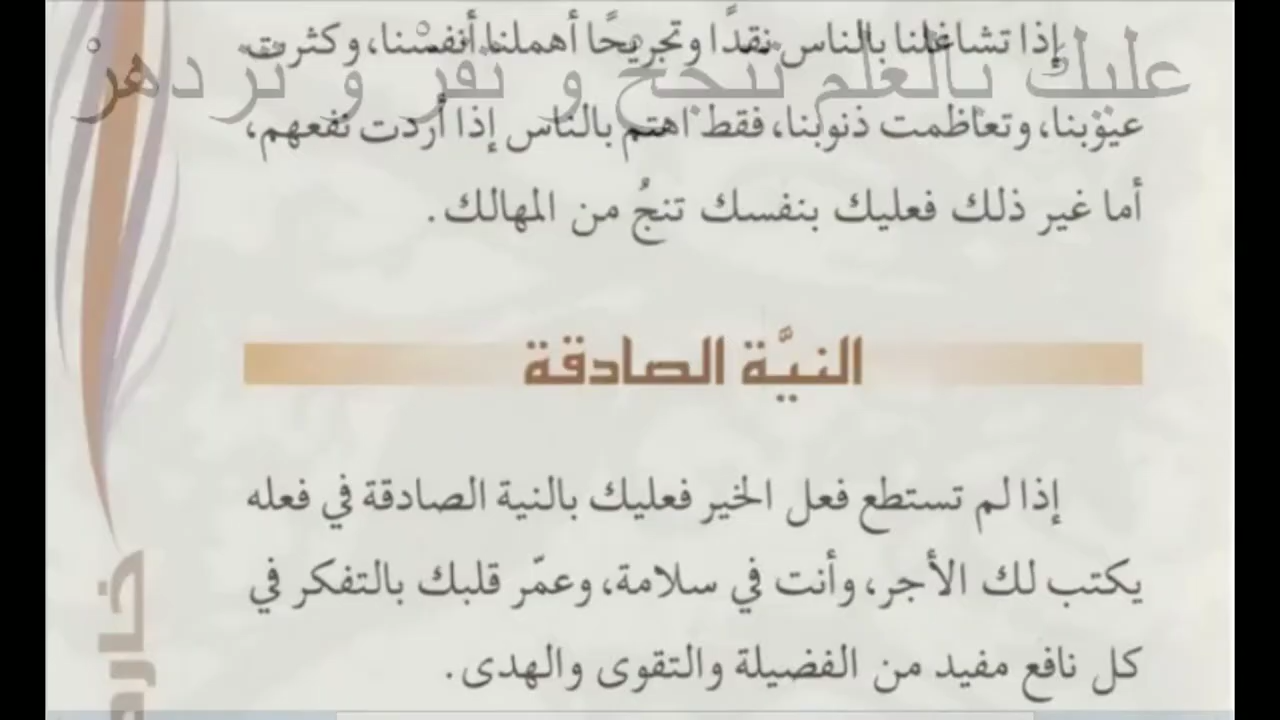 عليك بالعلم تنجح و تفز و تزدهرْ
إذا تشاغلنا بالناس نقدًا وتجريحًا أهملنا أنفسنا، وكثرت
عيوبنا، وتعاظمت ذنوبنا، فقط اهتم بالناس إذا أردت نفعهم،
أما غير ذلك فعليك بنفسك تنجُ من المهالك.
النيَّة الصادقة
إذا لم تستطع فعل الخير فعليك بالنية الصادقة في فعله
يكتب لك الأجر، وأنت في سلامة، وعمّر قلبك بالتفكر في
كل نافع مفيد من الفضيلة والتقوى والهدى.